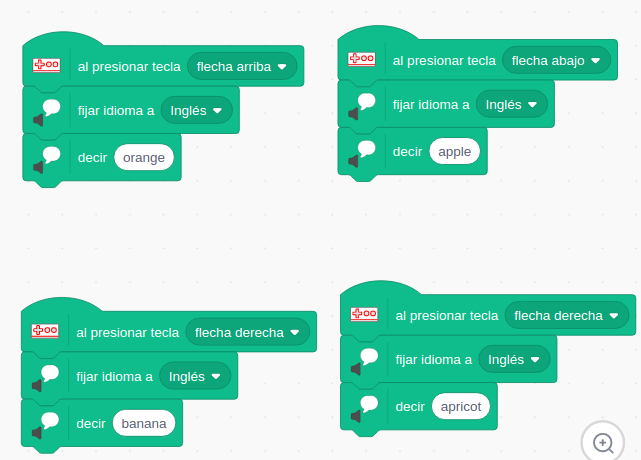 al presionar tecla flecha arriba
fijar idioma a Inglés
decir orange
al presionar tecla flecha abajo
fijar idioma a Inglés
decir apple
al presionar tecla flecha derecha
fijar idioma a Inglés
decir banana
al presionar tecla flecha derecha
fijar idioma a Inglés
decir apricot